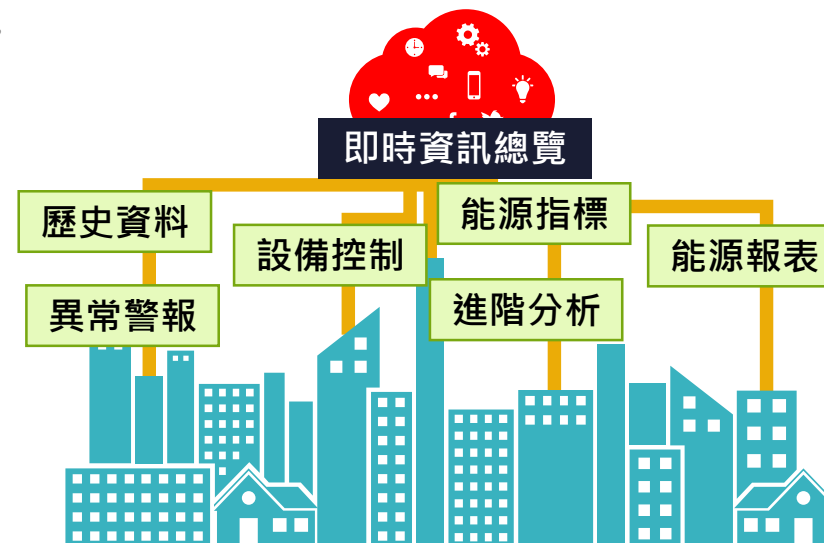 即時資訊總覽
歷史資料
能源指標
設備控制
能源報表
異常警報
進階分析